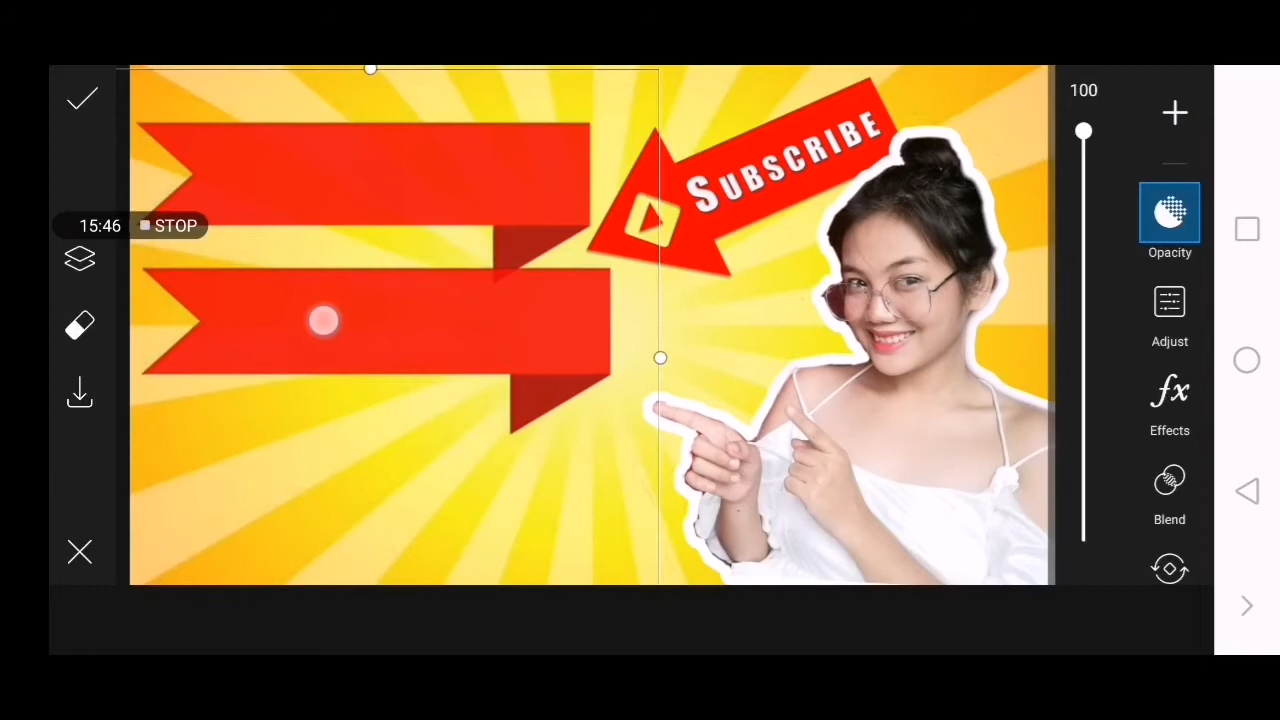 100
SUBSCRIBE
15:46 STOP
Opacity
Adjust
fx
Effects
Blend